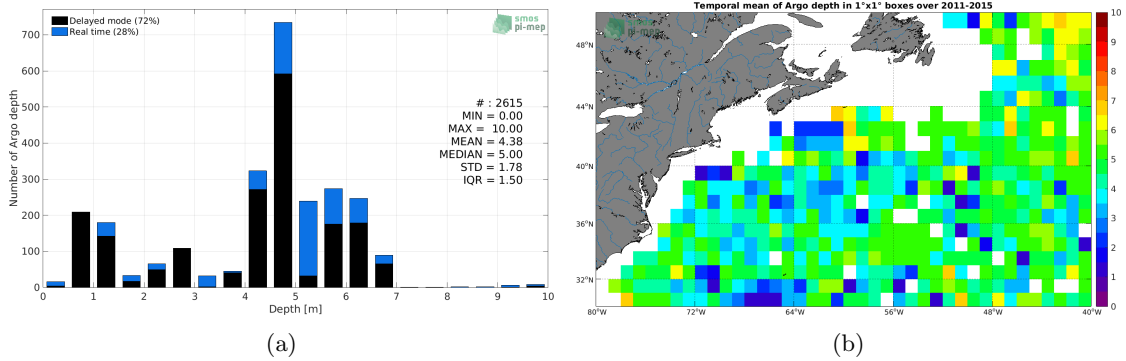 Delayed mode (72%)
Real time (28%)
smos
pi-mep
# : 2615
MIN = 0.00
MAX = 10.00
MEAN = 4.38
MEDIAN = 5.00
STD = 1.78
IQR = 1.50
Number of Argo depth
700
600
500
400
300
200
100
0
0 1 2 3 4 5 6 7 8 9 10
Depth [m]
(a)
Temporal mean of Argo depth in 1°x1° boxes over 2011-2015
smos
pi-mep
48°N
44°N
40°N
36°N
32°N
80°W 72°W 64°W 56°W 48°W 40°W
10
9
8
7
6
5
4
3
2
1
0
(b)